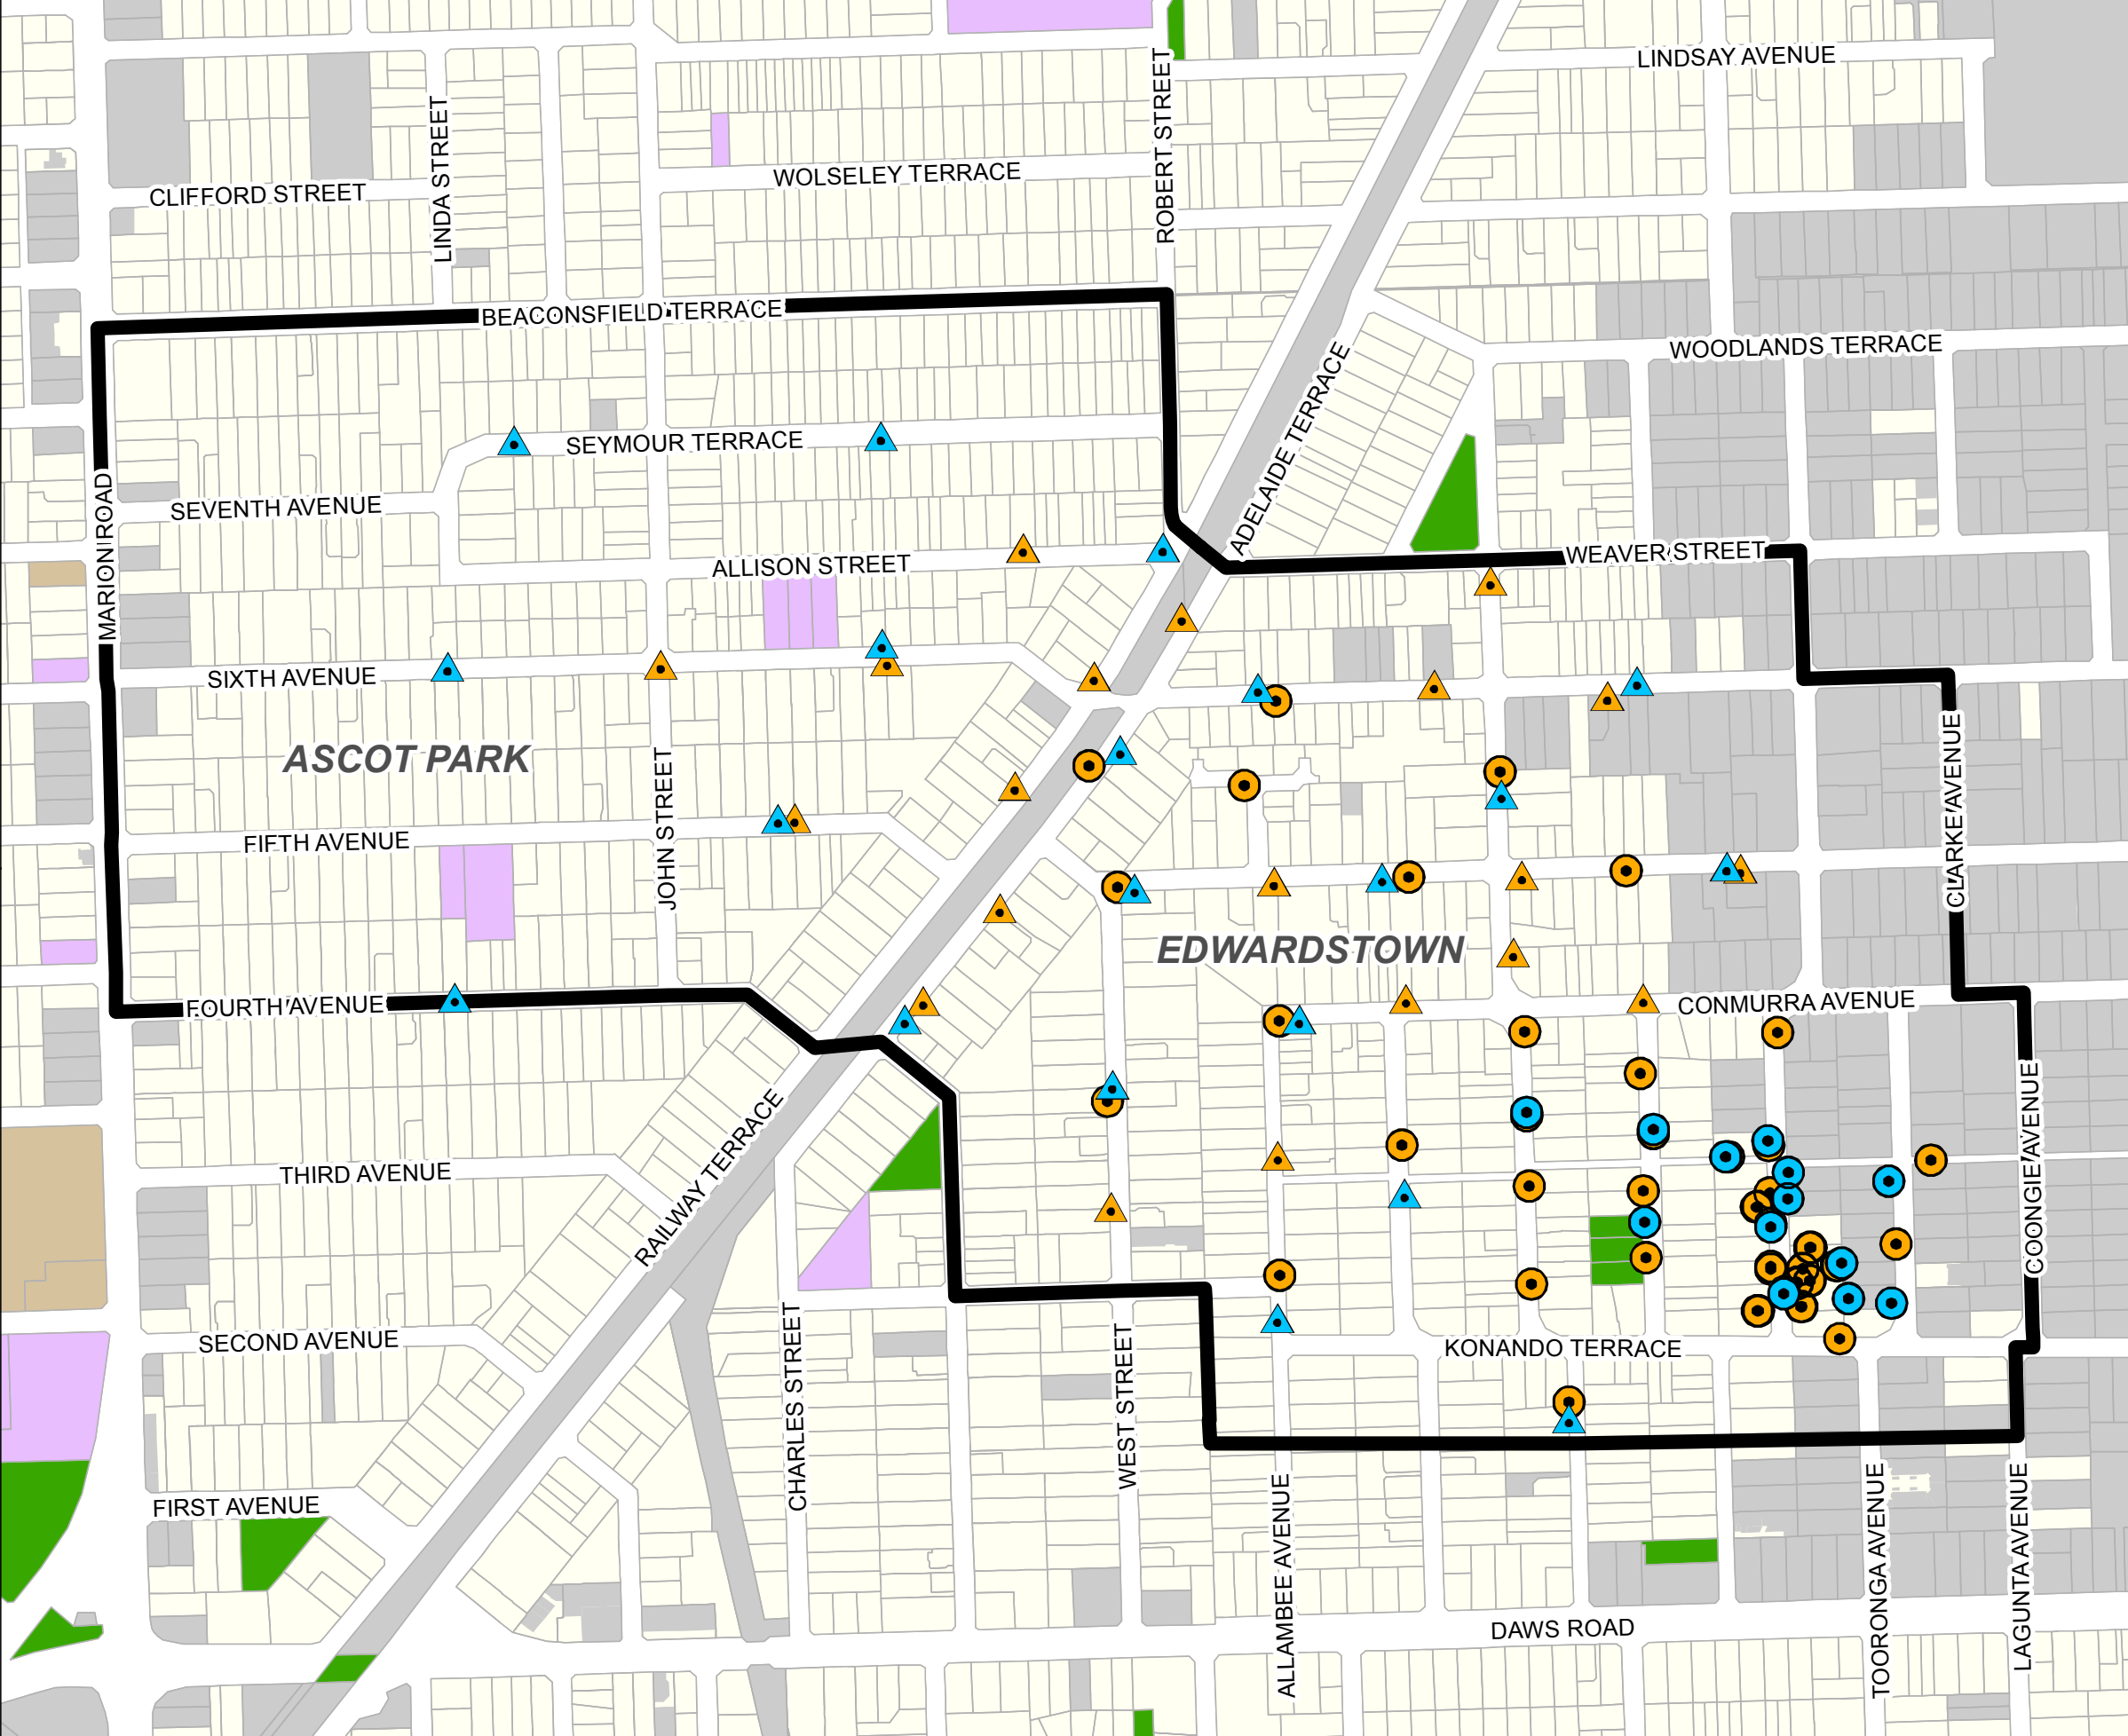 LINDSAY AVENUE
ROBERT STREET
LINDA STREET
WOLSELEY TERRACE
CLIFFORD STREET
BEACONSFIELD TERRACE
WOODLANDS TERRACE
ADELAIDE TERRACE
SEYMOUR TERRACE
MARION ROAD
SEVENTH AVENUE
WEAVER STREET
ALLISON STREET
SIXTH AVENUE
ASCOT PARK
JOHN STREET
CLARKE AVENUE
FIFTH AVENUE
EDWARDSTOWN
FOURTH AVENUE
CONMURRA AVENUE
COONGIE AVENUE
RAILWAY TERRACE
THIRD AVENUE
SECOND AVENUE
KONANDO TERRACE
CHARLES STREET
WEST STREET
FIRST AVENUE
ALLAMBEE AVENUE
TOORONGA AVENUE
LAGUNTA AVENUE
DAWS ROAD